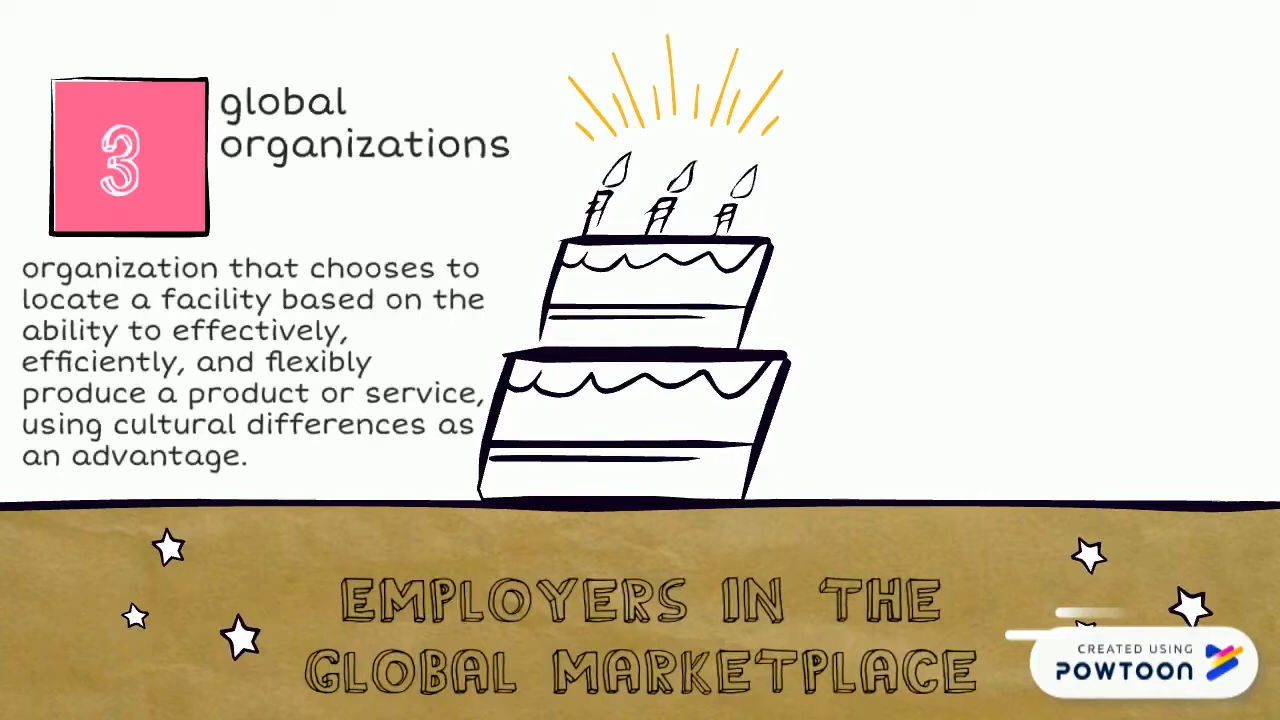 3
global
organizations
organization that chooses to
locate a facility based on the
ability to effectively,
efficiently, and flexibly
produce a product or service,
using cultural differences as
an advantage.
EMPLOYERS IN THE
GLOBAL MARKETPLACE
CREATED USING
POWTOON